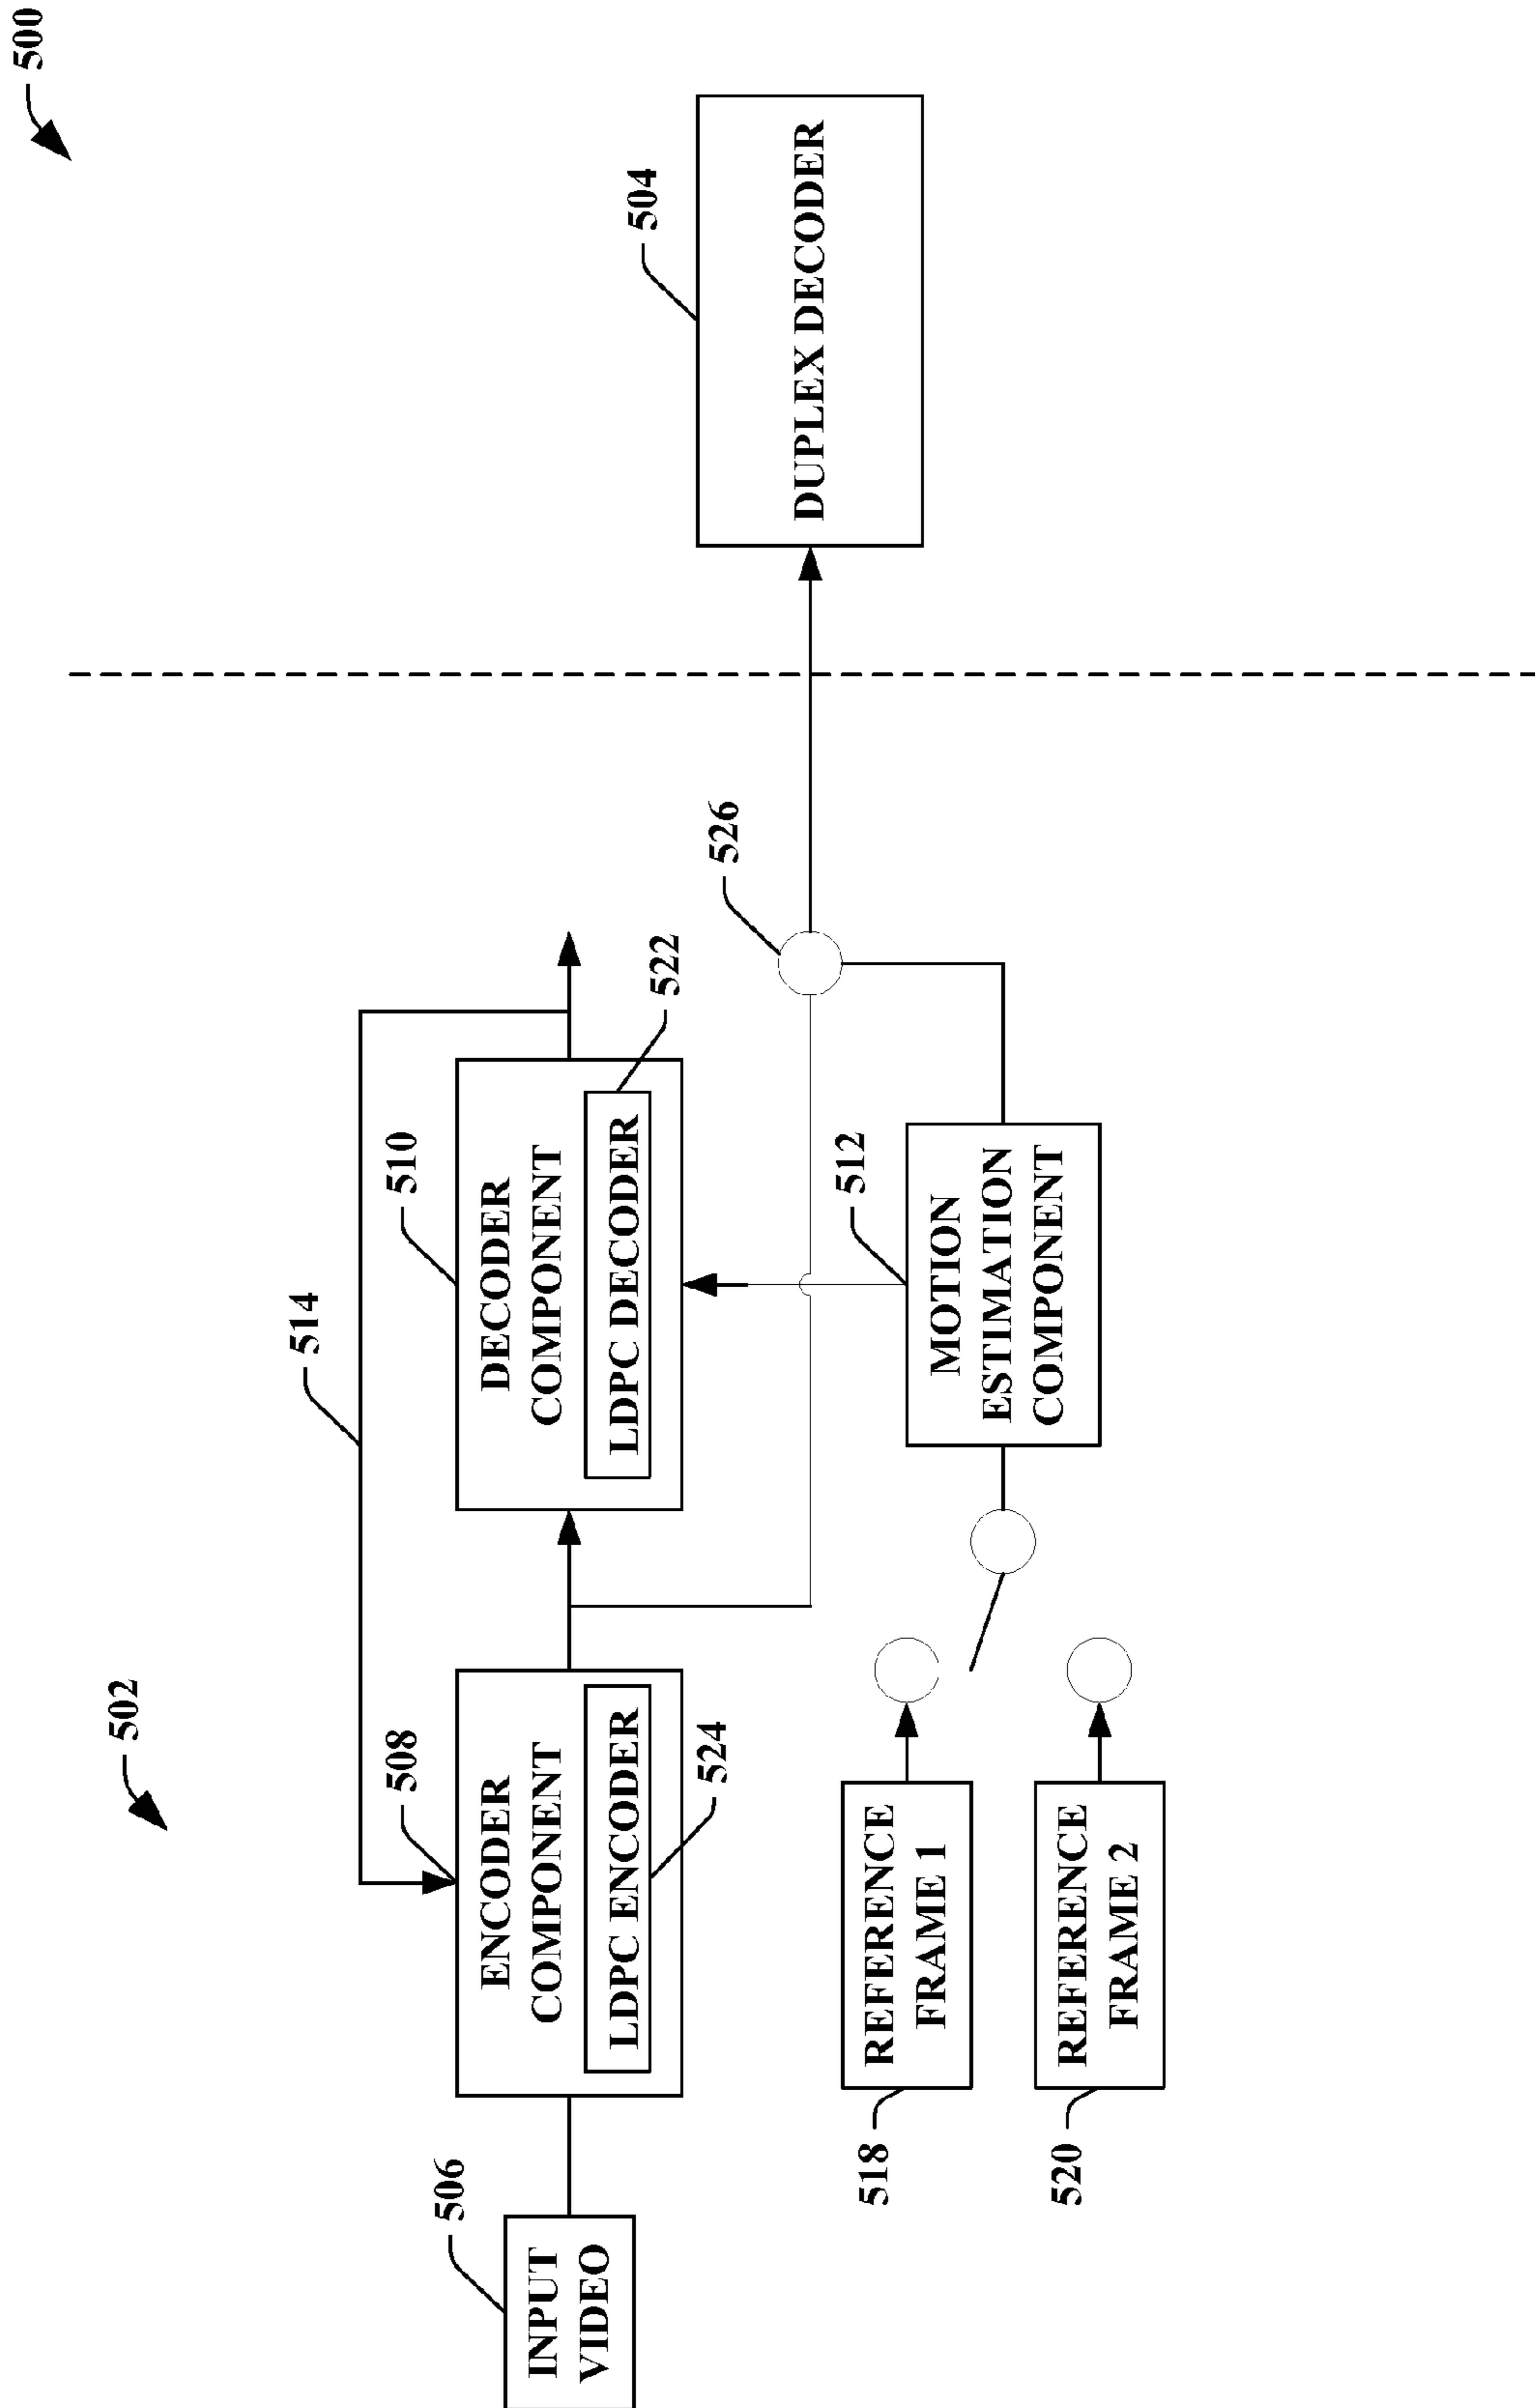 500
502
504
DUPLEX DECODER
514
510
508
DECODER
COMPONENT
LDPC DECODER
522
ENCODER
COMPONENT
LDPC ENCODER
524
506
INPUT
VIDEO
526
512
MOTION
ESTIMATION
COMPONENT
REFERENCE
FRAME 1
518
REFERENCE
FRAME 2
520